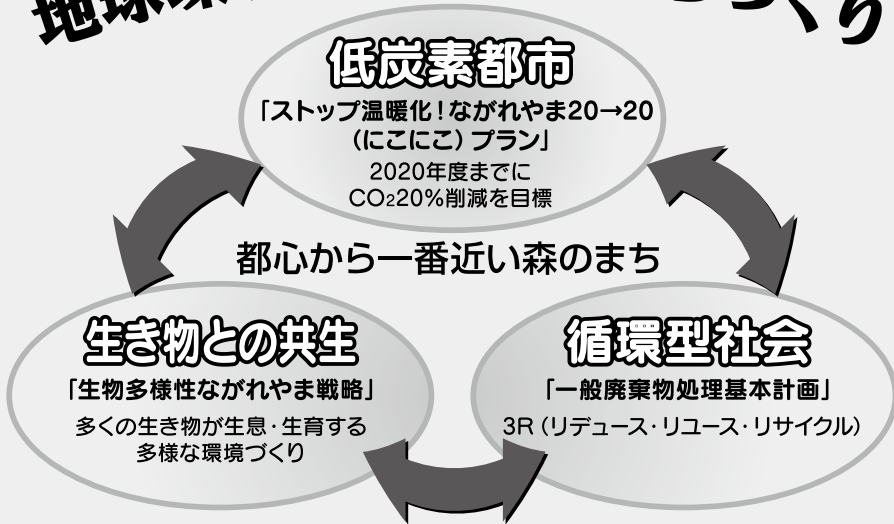 地球環
づくり
低炭素都市
「ストップ温暖化！ながれやま20→20
（にこにこ）プラン」
2020年度までに
CO₂20%削減を目標
都心から一番近い森のまち
生き物との共生
「生物多様性ながれやま戦略」
多くの生き物が生息・生育する
多様な環境づくり
循環型社会
「一般廃棄物処理基本計画」
3R（リデュース・リユース・リサイクル）